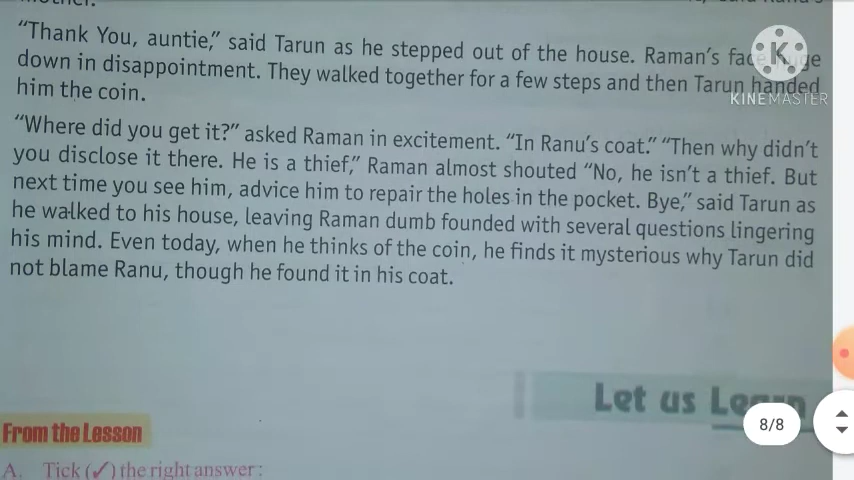 "Thank You, auntie," said Tarun as he stepped out of the house. Raman's
down in disappointment. They walked together for a few steps and then Tarun handed
him the coin.
"Where did you get it?" asked Raman in excitement. "In Ranu's coat." "Then why didn't
you disclose it there. He is a thief," Raman almost shouted "No, he isn't a thief. But
next time you see him, advice him to repair the holes in the pocket. Bye," said Tarun as
he walked to his house, leaving Raman dumb founded with several questions lingering
his mind. Even today, when he thinks of the coin, he finds it mysterious why Tarun did
not blame Ranu, though he found it in his coat.
K
KINEMASTER
Let us Learn
8/8
From the Lesson
A. Tick (✓) the right answer: